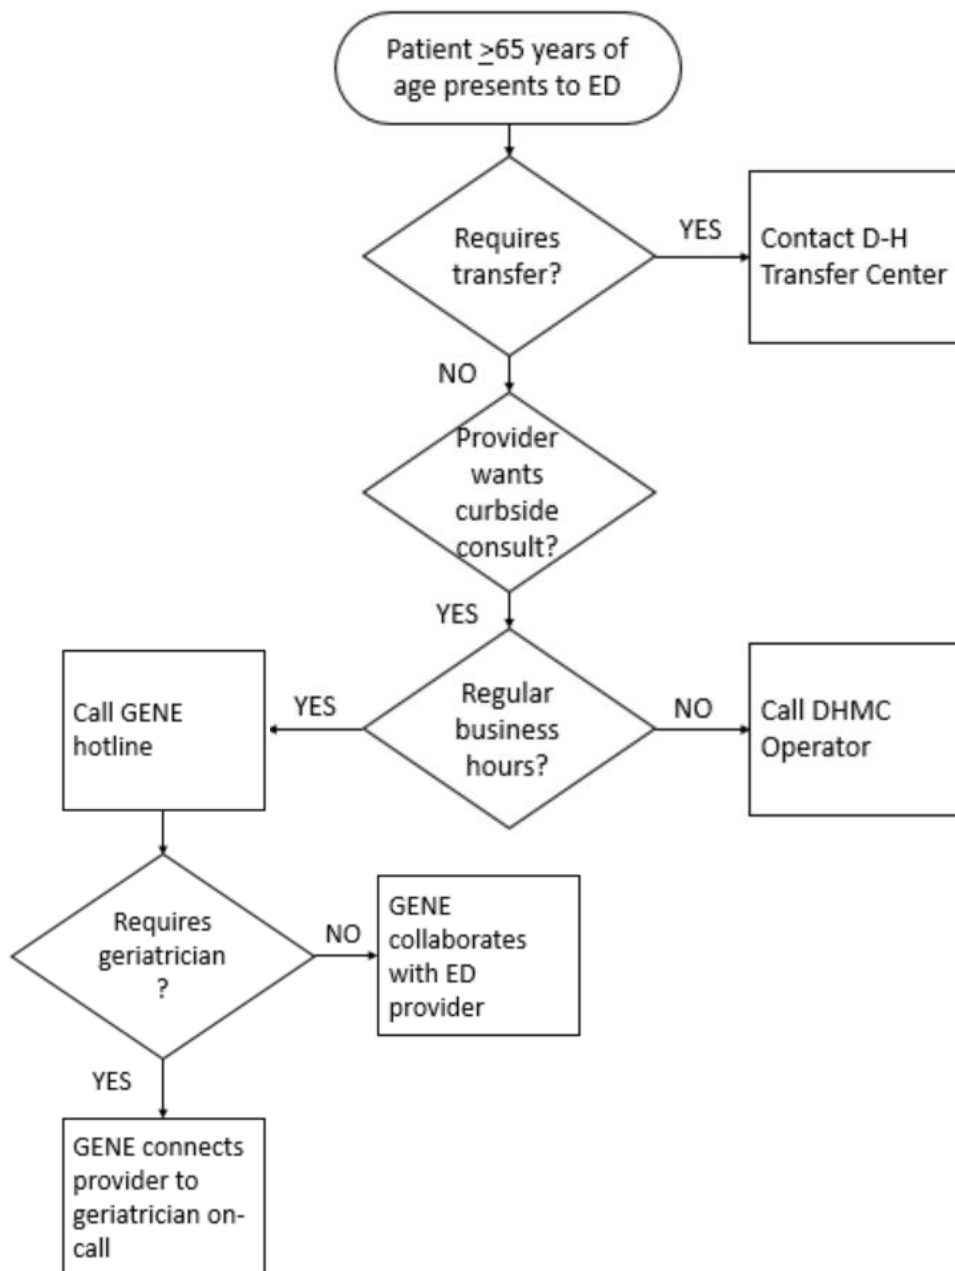 Patient ≥65 years of
age presents to ED
Requires
transfer?
YES
Contact D-H
Transfer Center
NO
Provider
wants
curbside
consult?
YES
Regular
business
hours?
YES
Call GENE
hotline
NO
Call DHMC
Operator
Requires
geriatrician
?
NO
GENE
collaborates
with ED
provider
YES
GENE connects
provider to
geriatrician on-
call